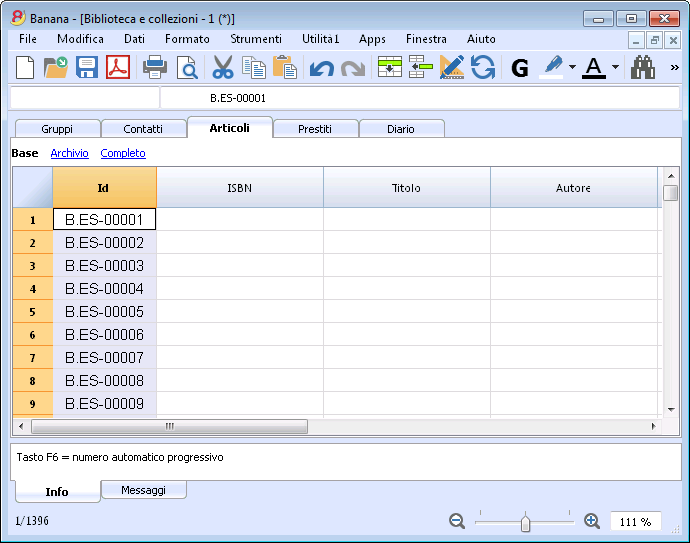 Banana - [Biblioteca e collezioni - 1 (*)]
File Modifica Dati Formato Strumenti Utilità1 Apps Finestra Aiuto
G A »
B.ES-00001
Gruppi Contatti Articoli Prestiti Diario
Base Archivio Completo
Id ISBN Titolo Autore
1 B.ES-00001
2 B.ES-00002
3 B.ES-00003
4 B.ES-00004
5 B.ES-00005
6 B.ES-00006
7 B.ES-00007
8 B.ES-00008
9 B.ES-00009
Tasto F6 = numero automatico progressivo
Info Messaggi
1/1396 111 %